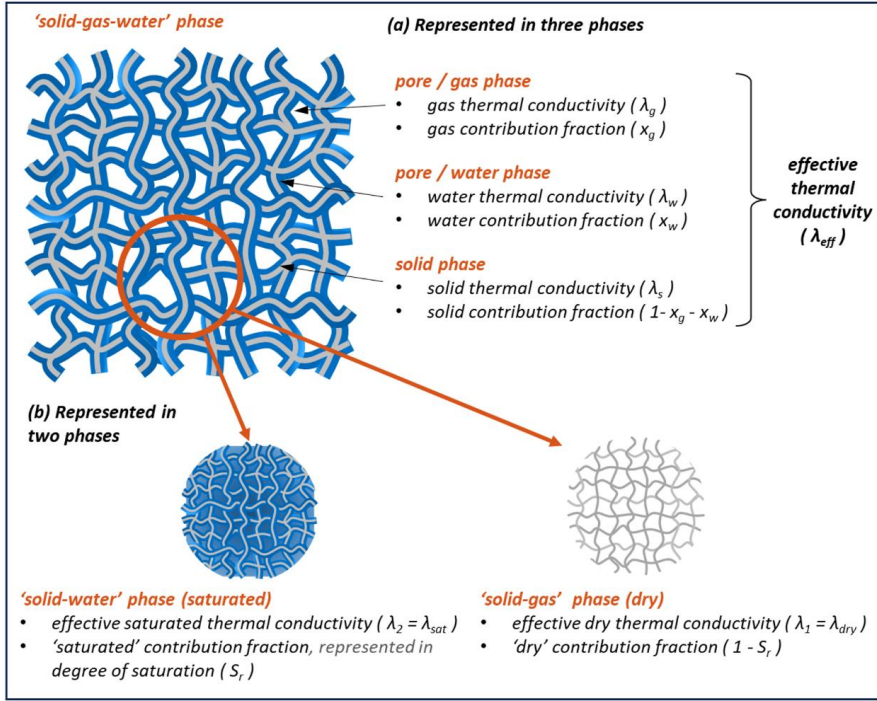 ‘solid-gas-water’ phase
(a) Represented in three phases
pore / gas phase
• gas thermal conductivity ( λg )
• gas contribution fraction ( xg )
pore / water phase
• water thermal conductivity ( λw )
• water contribution fraction ( xw )
solid phase
• solid thermal conductivity ( λs )
• solid contribution fraction ( 1- xg - xw )
effective
thermal
conductivity
( λeff )
(b) Represented in
two phases
‘solid-water’ phase (saturated)
• effective saturated thermal conductivity ( λ2 = λsat )
• ‘saturated’ contribution fraction, represented in
degree of saturation ( Sr )
‘solid-gas’ phase (dry)
• effective dry thermal conductivity ( λ1 = λdry )
• ‘dry’ contribution fraction ( 1 - Sr )